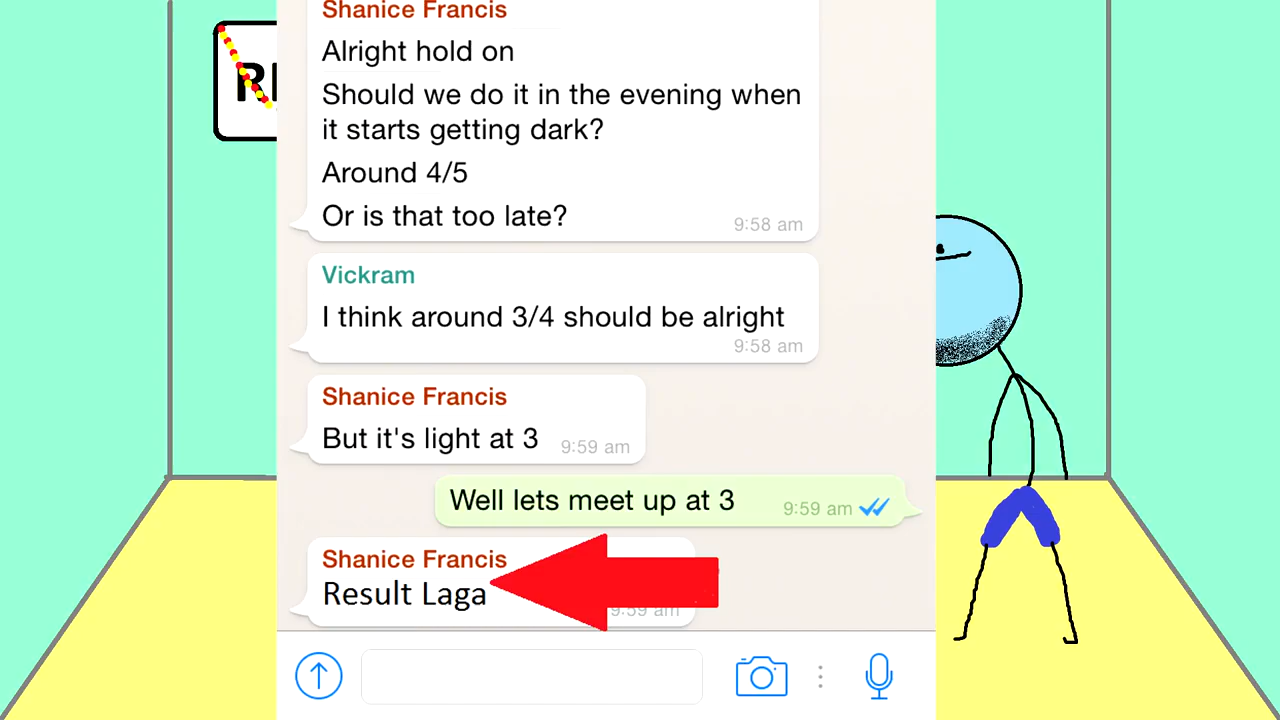 Shanice Francis
Alright hold on
Should we do it in the evening when
it starts getting dark?
Around 4/5
Or is that too late?
9:58 am
Vickram
I think around 3/4 should be alright
9:58 am
Shanice Francis
But it's light at 3 9:59 am
Well lets meet up at 3 9:59 am
Shanice Francis
Result Laga
9:59 am